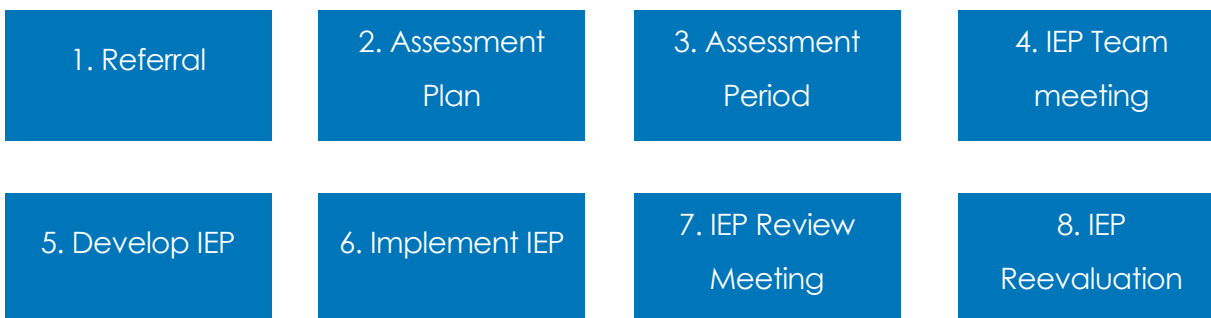 1. Referral
2. Assessment
Plan
3. Assessment
Period
4. IEP Team
meeting
5. Develop IEP
6. Implement IEP
7. IEP Review
Meeting
8. IEP
Reevaluation